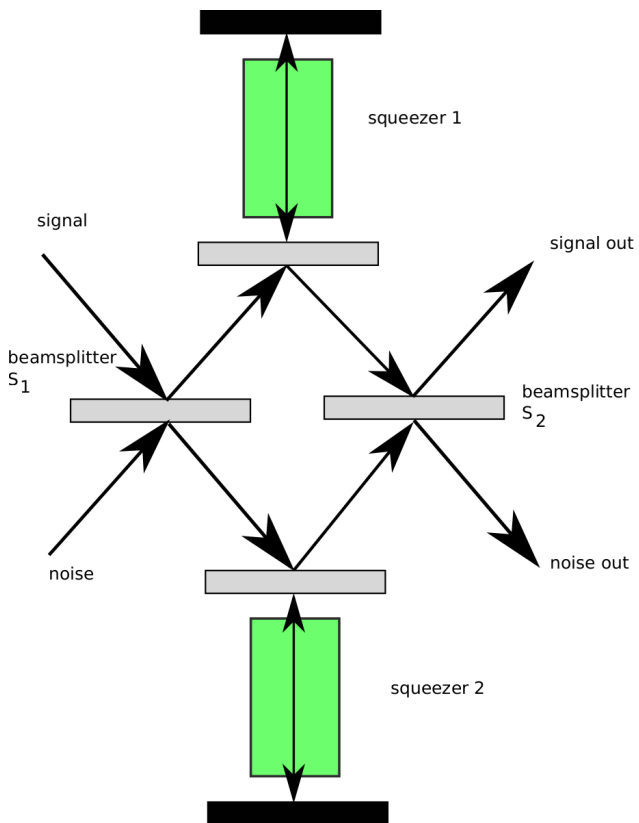 squeezer 1
signal
signal out
beamsplitter
S1
beamsplitter
S2
noise
noise out
squeezer 2